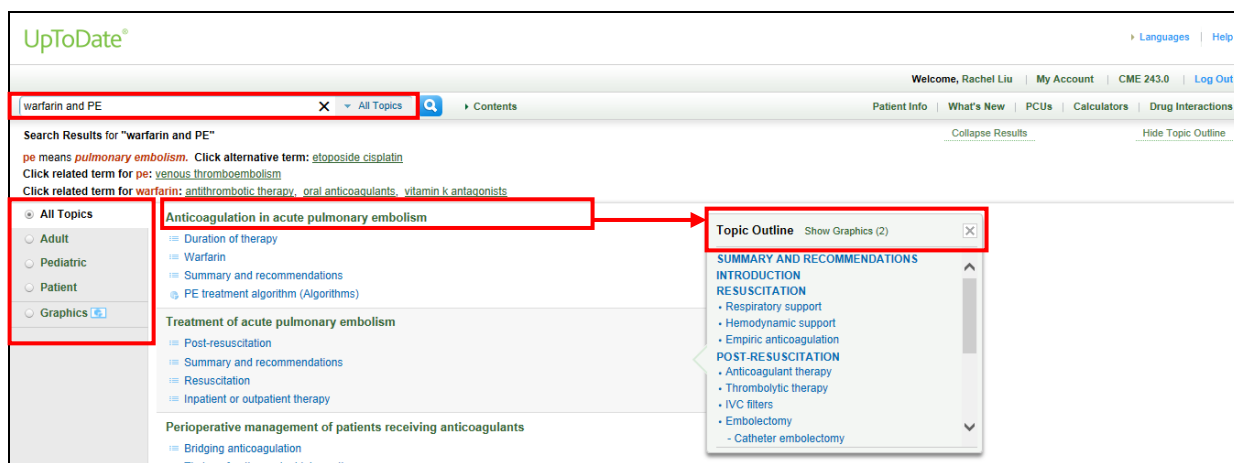 UpToDate®
Languages | Help
Welcome, Rachel Liu | My Account | CME 243.0 | Log Out
warfarin and PE X All Topics Contents
Patient Info | What's New | PCUs | Calculators | Drug Interactions
Search Results for "warfarin and PE"
Collapse Results Hide Topic Outline
pe means pulmonary embolism. Click alternative term: etoposide cisplatin
Click related term for pe: venous thromboembolism
Click related term for warfarin: antithrombotic therapy, oral anticoagulants, vitamin k antagonists
All Topics
Adult
Pediatric
Patient
Graphics
Anticoagulation in acute pulmonary embolism
Duration of therapy
Warfarin
Summary and recommendations
PE treatment algorithm (Algorithms)
Treatment of acute pulmonary embolism
Post-resuscitation
Summary and recommendations
Resuscitation
Inpatient or outpatient therapy
Perioperative management of patients receiving anticoagulants
Bridging anticoagulation
Topic Outline Show Graphics (2)
SUMMARY AND RECOMMENDATIONS
INTRODUCTION
RESUSCITATION
• Respiratory support
• Hemodynamic support
• Empiric anticoagulation
POST-RESUSCITATION
• Anticoagulant therapy
• Thrombolytic therapy
• IVC filters
• Embolectomy
- Catheter embolectomy